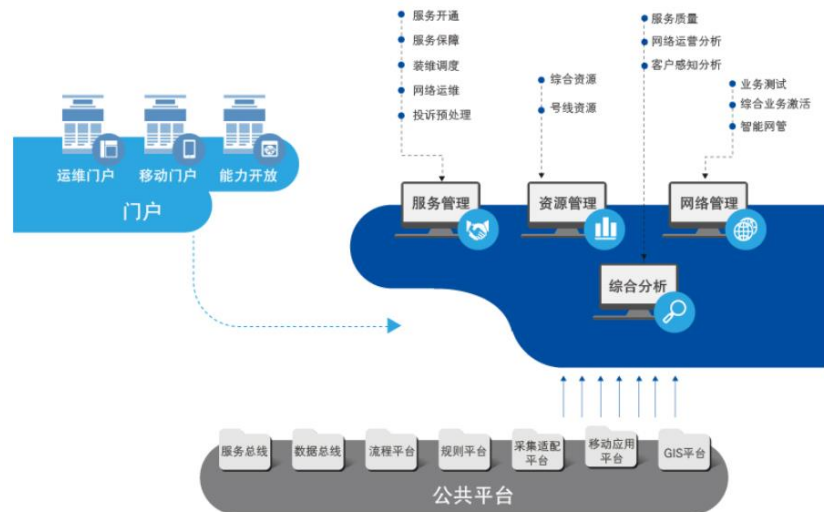 服务开通
服务保障
装维调度
网络运维
投诉预处理
综合资源
号线资源
服务质量
网络运营分析
客户感知分析
业务测试
综合业务激活
智能网管
运维门户
移动门户
能力开放
门户
服务管理
资源管理
网络管理
综合分析
服务总线
数据总线
流程平台
规则平台
采集适配
平台
移动应用
平台
GIS平台
公共平台